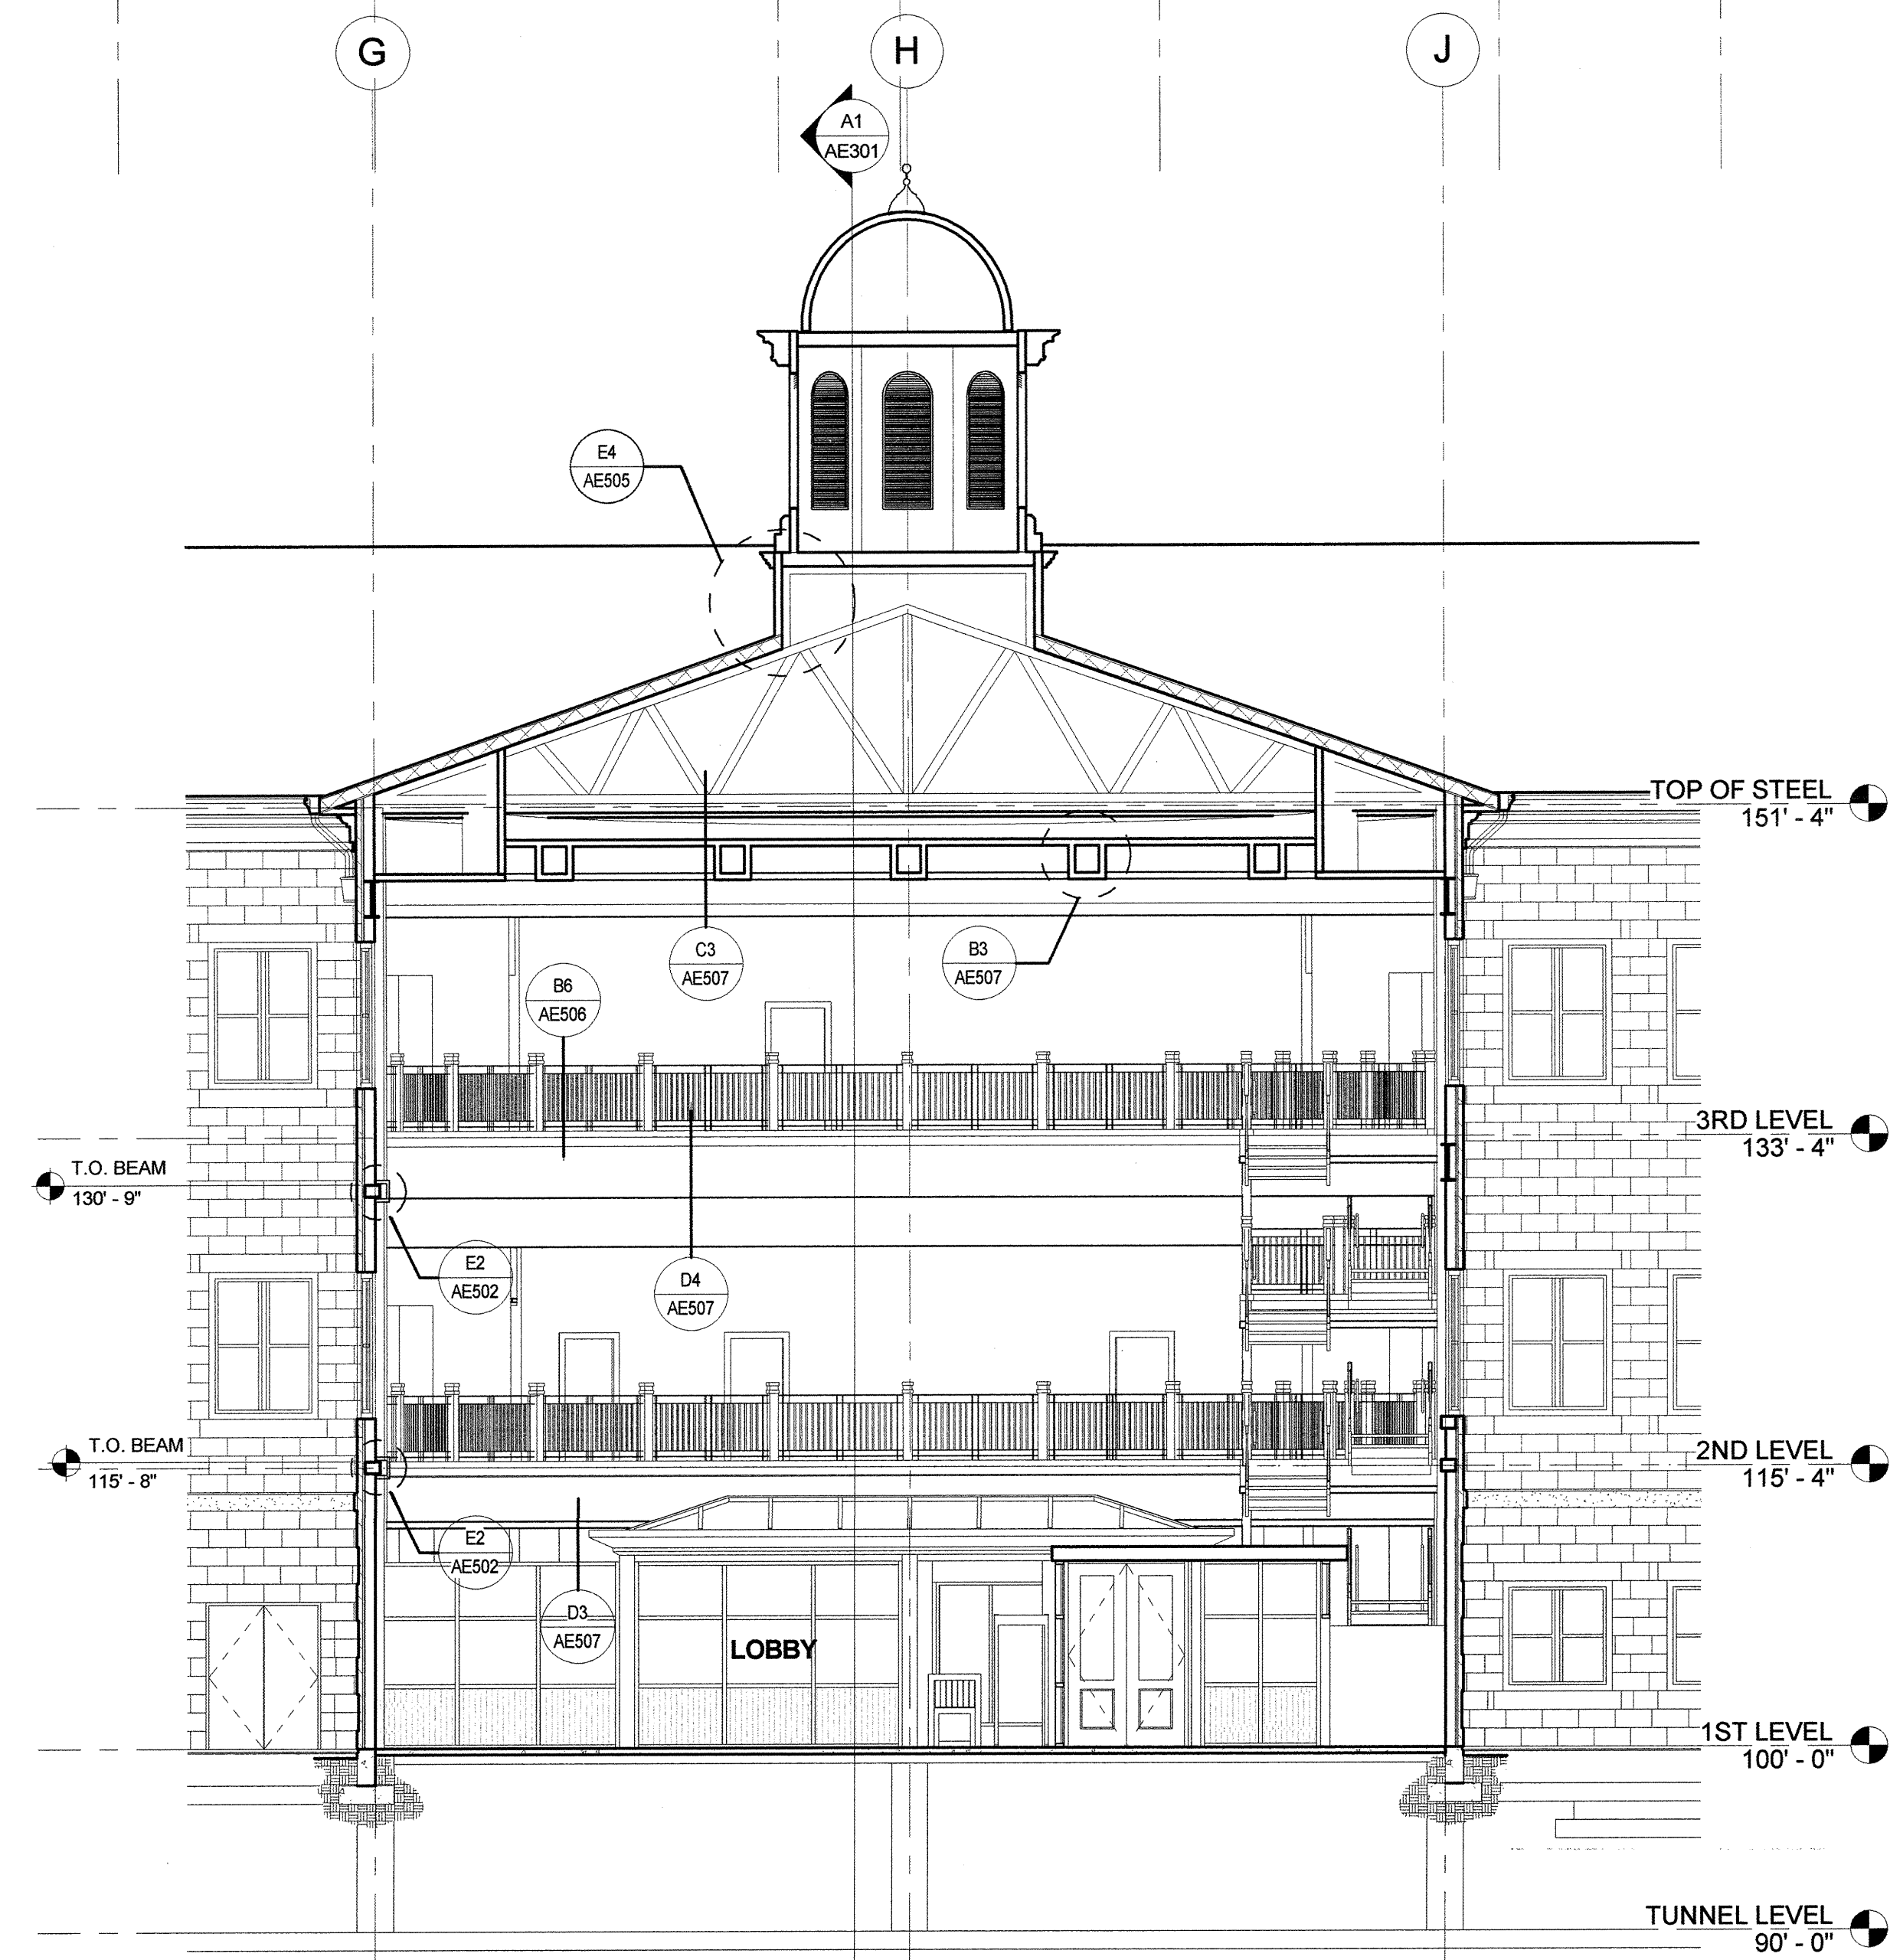 G
H
J
A1
AE301
E4
AE505
TOP OF STEEL
151' - 4"
C3
AE507
B3
AE507
B6
AE506
3RD LEVEL
133' - 4"
T.O. BEAM
130' - 9"
E2
AE502
D4
AE507
T.O. BEAM
115' - 8"
2ND LEVEL
115' - 4"
E2
AE502
D3
AE507
LOBBY
1ST LEVEL
100' - 0"
TUNNEL LEVEL
90' - 0"